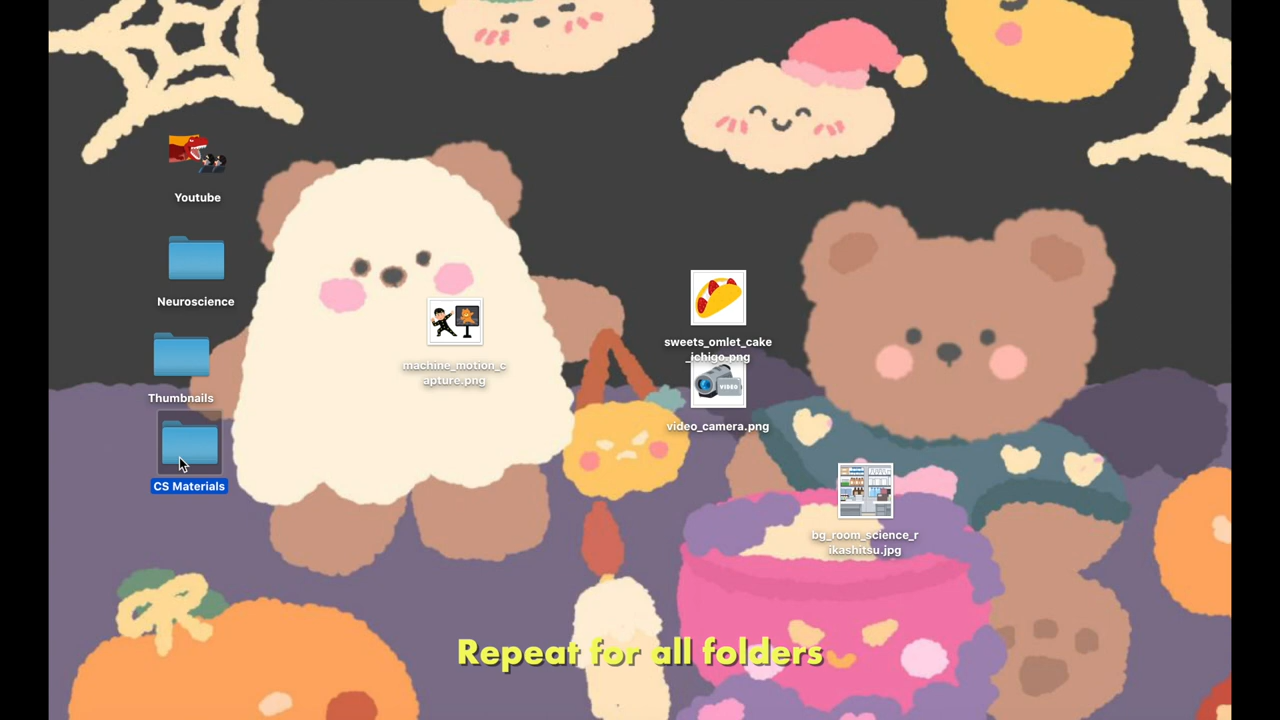 Youtube
Neuroscience
Thumbnails
CS Materials
machine_motion_c
apture.png
sweets_omlet_cake
_ichigo.png
VIDEO
video_camera.png
bg_room_science_r
ikashitsu.jpg
Repeat for all folders